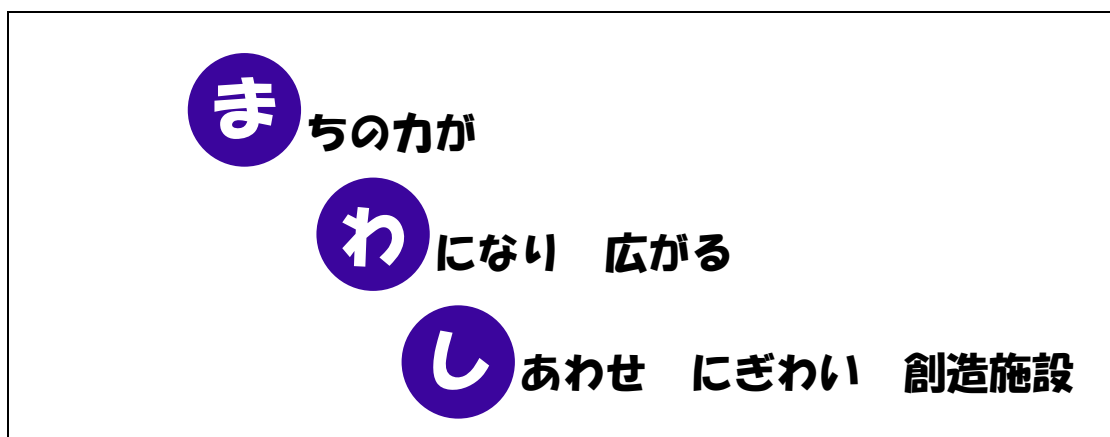 まちの力が
わになり　広がる
しあわせ　にぎわい　創造施設